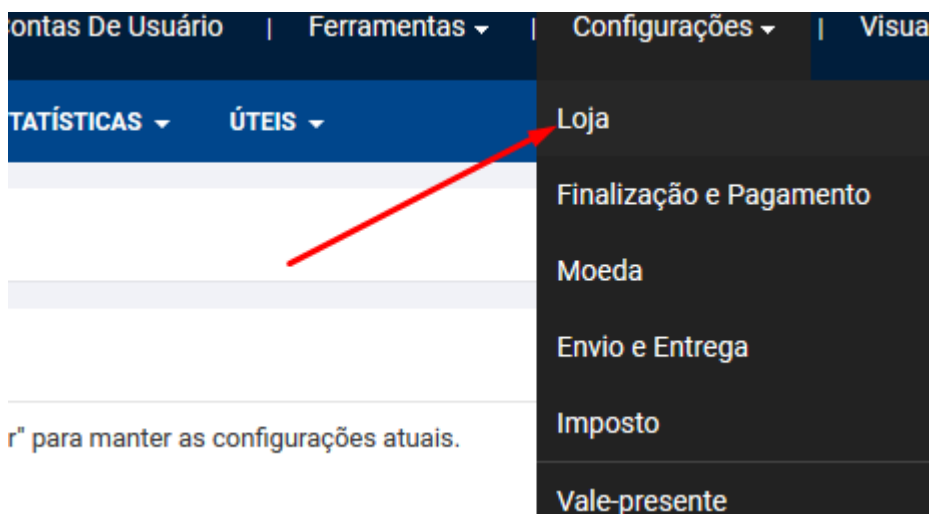 ontas De Usuário | Ferramentas | Configurações | Visua
TATÍSTICAS ÚTEIS
Loja
Finalização e Pagamento
Moeda
Envio e Entrega
Imposto
r" para manter as configurações atuais.
Vale-presente